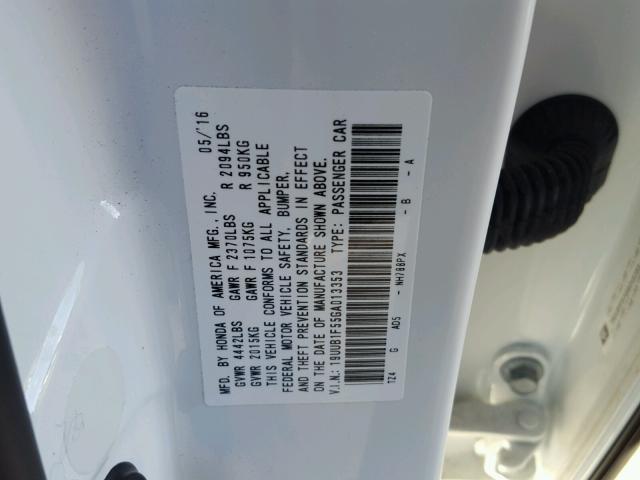 MFD. BY HONDA OF AMERICA MFG., INC. 05/'16
GVWR 4442LBS GAWR F 2370LBS R 2094LBS
GVWR 2015KG GAWR F 1075KG R 950KG
THIS VEHICLE CONFORMS TO ALL APPLICABLE
FEDERAL MOTOR VEHICLE SAFETY, BUMPER,
AND THEFT PREVENTION STANDARDS IN EFFECT
ON THE DATE OF MANUFACTURE SHOWN ABOVE.
V.I.N.: 19UUB1F55GA013353 TYPE: PASSENGER CAR
TZ4 G AD5 - NH788PX - B - A